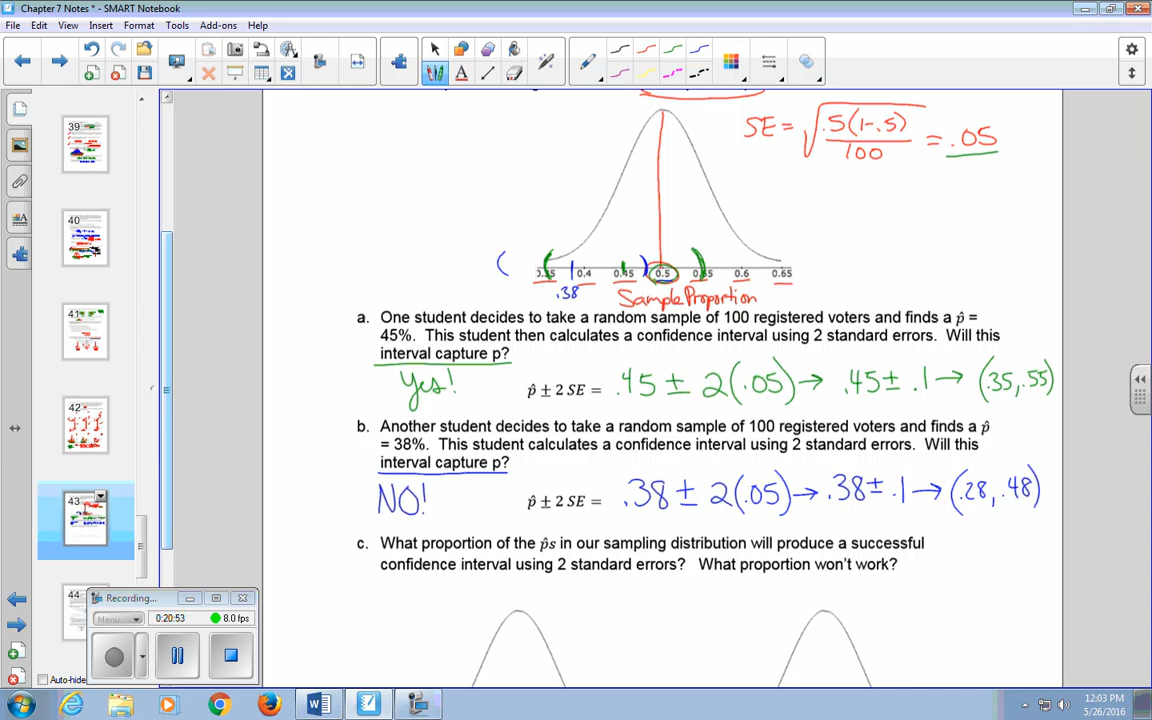 Chapter 7 Notes * - SMART Notebook
File Edit View Insert Format Tools Add-ons Help
39
40
41
42
43
44
SE = √.5(1-.5)/100 = .05
0.35 0.4 0.45 0.5 0.55 0.6 0.65
.38
Sample Proportion
a. One student decides to take a random sample of 100 registered voters and finds a p̂ =
45%. This student then calculates a confidence interval using 2 standard errors. Will this
interval capture p?
Yes!
p̂ ± 2 SE = .45 ± 2(.05) → .45 ± .1 → (.35, .55)
b. Another student decides to take a random sample of 100 registered voters and finds a p̂
= 38%. This student calculates a confidence interval using 2 standard errors. Will this
interval capture p?
NO!
p̂ ± 2 SE = .38 ± 2(.05) → .38 ± .1 → (.28, .48)
c. What proportion of the p̂s in our sampling distribution will produce a successful
confidence interval using 2 standard errors? What proportion won't work?
Recording...
Menu 0:20:53 8.0 fps
Auto-hide
12:03 PM
5/26/2016